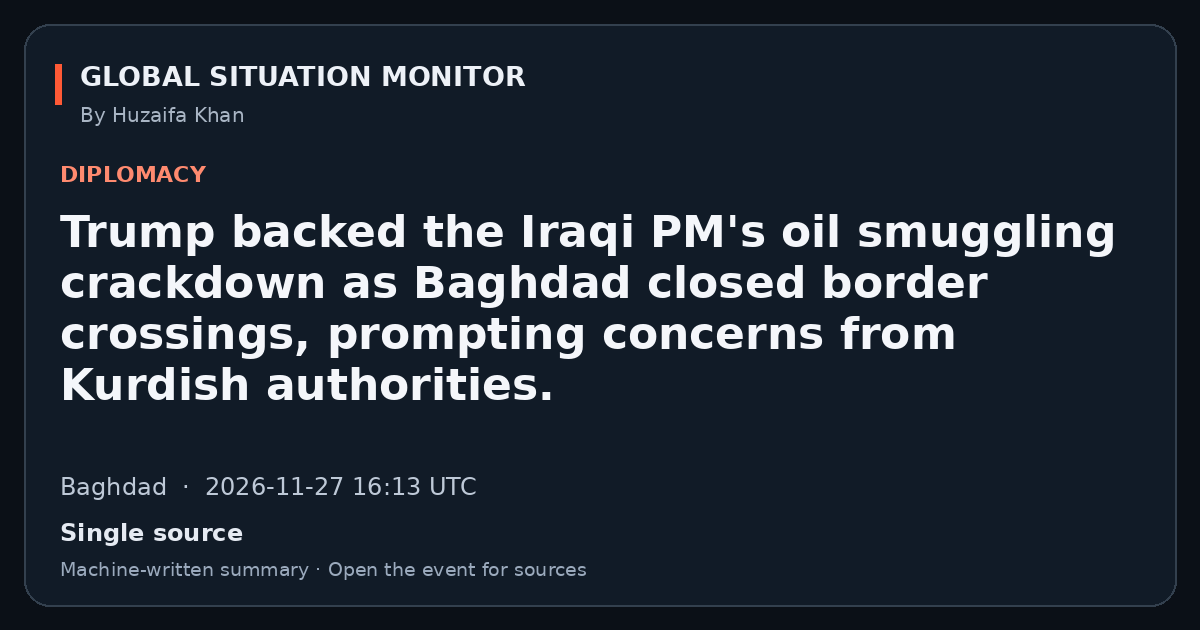 GLOBAL SITUATION MONITOR
By Huzaifa Khan
DIPLOMACY
Trump backed the Iraqi PM's oil smuggling
crackdown as Baghdad closed border
crossings, prompting concerns from
Kurdish authorities.
Baghdad · 2026-11-27 16:13 UTC
Single source
Machine-written summary · Open the event for sources